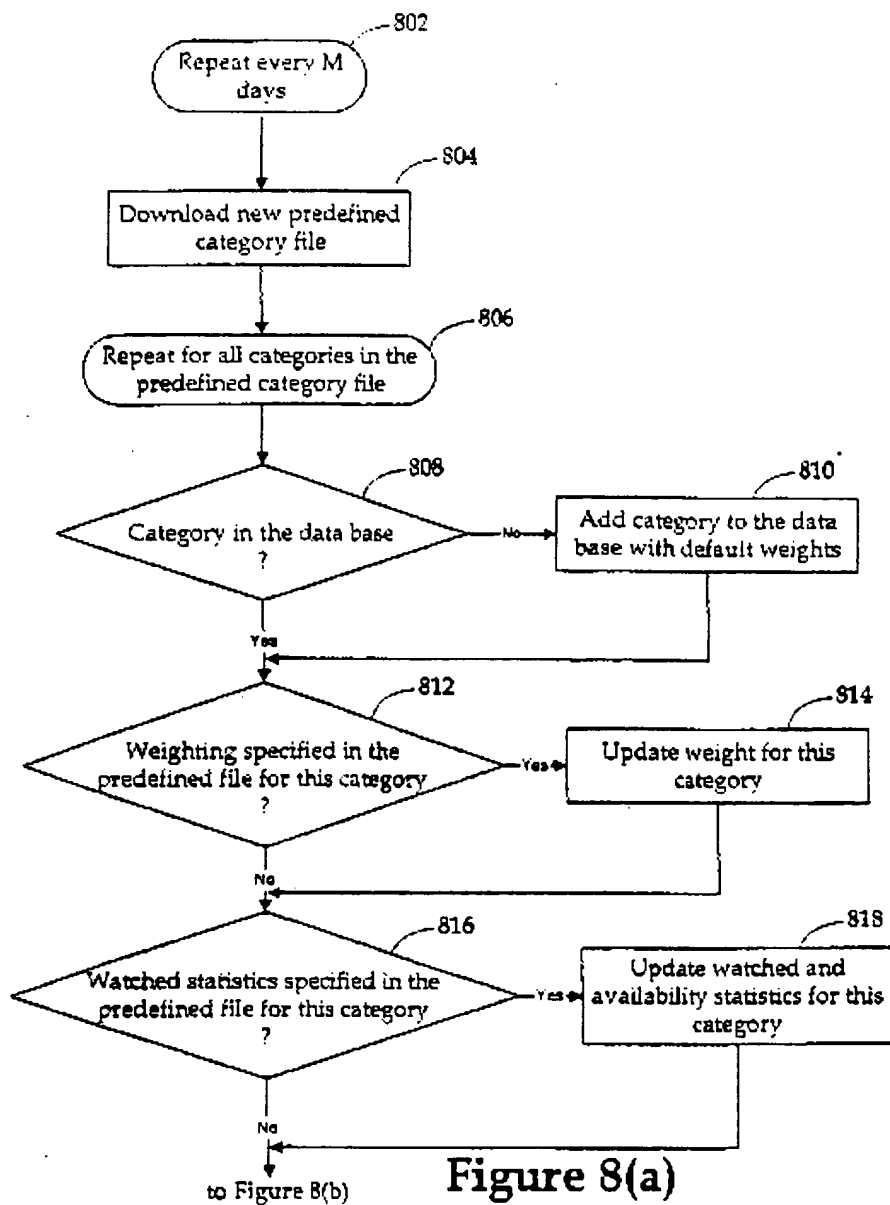 802
Repeat every M
days
804
Download new predefined
category file
806
Repeat for all categories in the
predefined category file
808
Category in the data base
?
No
810
Add category to the data
base with default weights
Yes
812
Weighting specified in the
predefined file for this category
?
Yes
814
Update weight for this
category
No
816
Watched statistics specified in the
predefined file for this category
?
Yes
818
Update watched and
availability statistics for this
category
No
to Figure 8(b)
Figure 8(a)